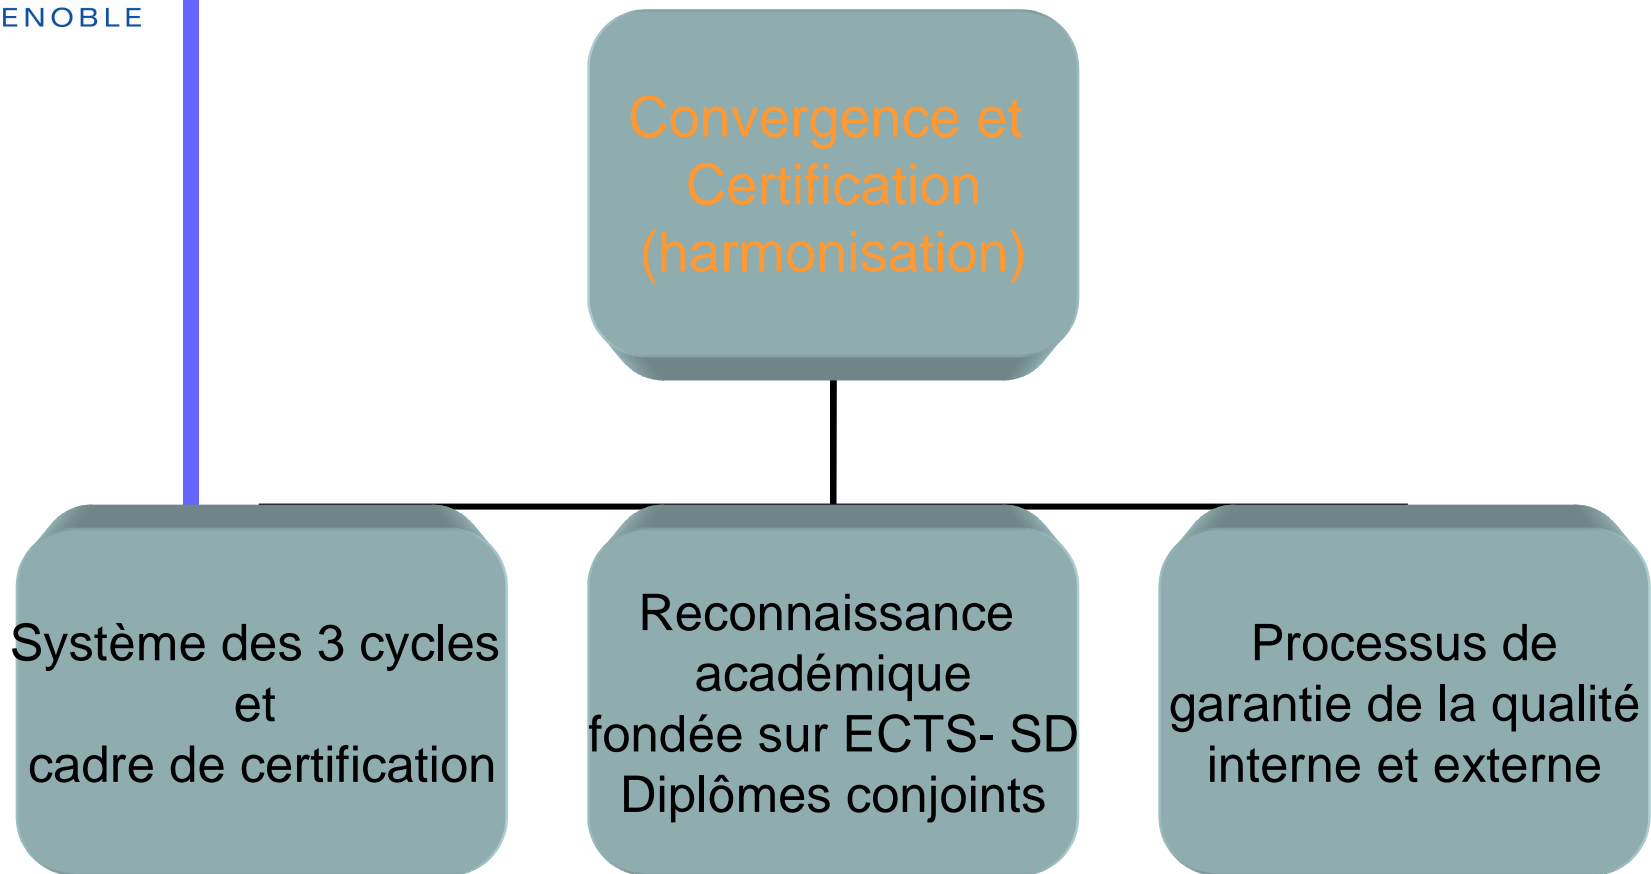 ENOBLE
Convergence et
Certification
(harmonisation)
Système des 3 cycles
et
cadre de certification
Reconnaissance
académique
fondée sur ECTS- SD
Diplômes conjoints
Processus de
garantie de la qualité
interne et externe